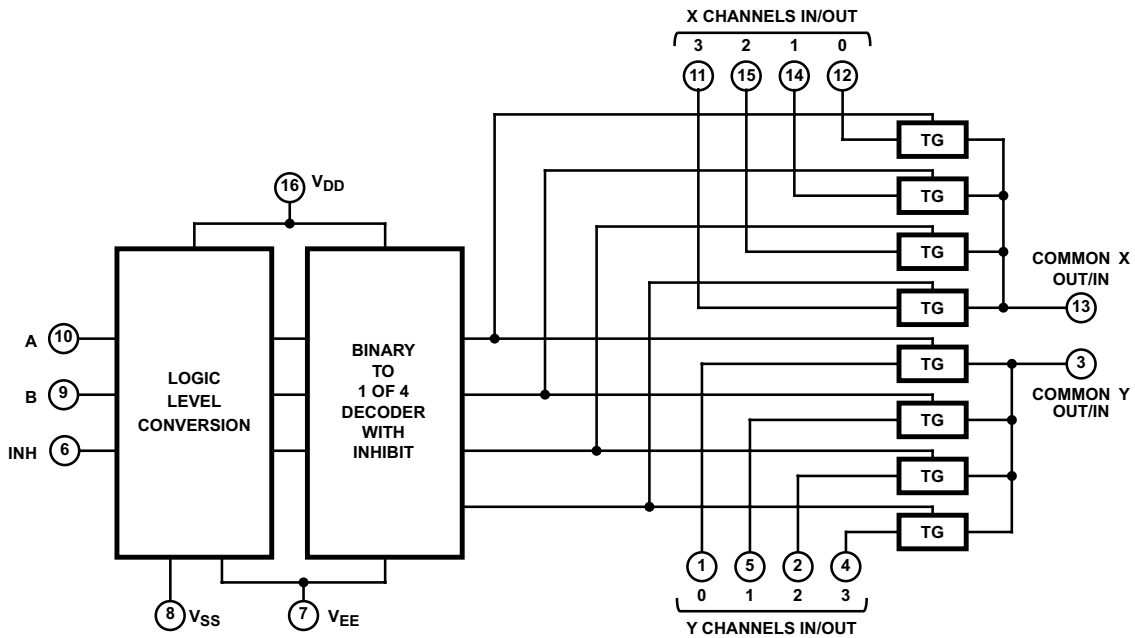 X CHANNELS IN/OUT
3 2 1 0
11 15 14 12
TG
TG
16 VDD
TG
COMMON X
OUT/IN
TG
13
A 10
LOGIC
LEVEL
CONVERSION
BINARY
TO
1 OF 4
DECODER
WITH
INHIBIT
TG
3
COMMON Y
OUT/IN
B 9
TG
INH 6
TG
TG
1 5 2 4
0 1 2 3
8 VSS
7 VEE
Y CHANNELS IN/OUT